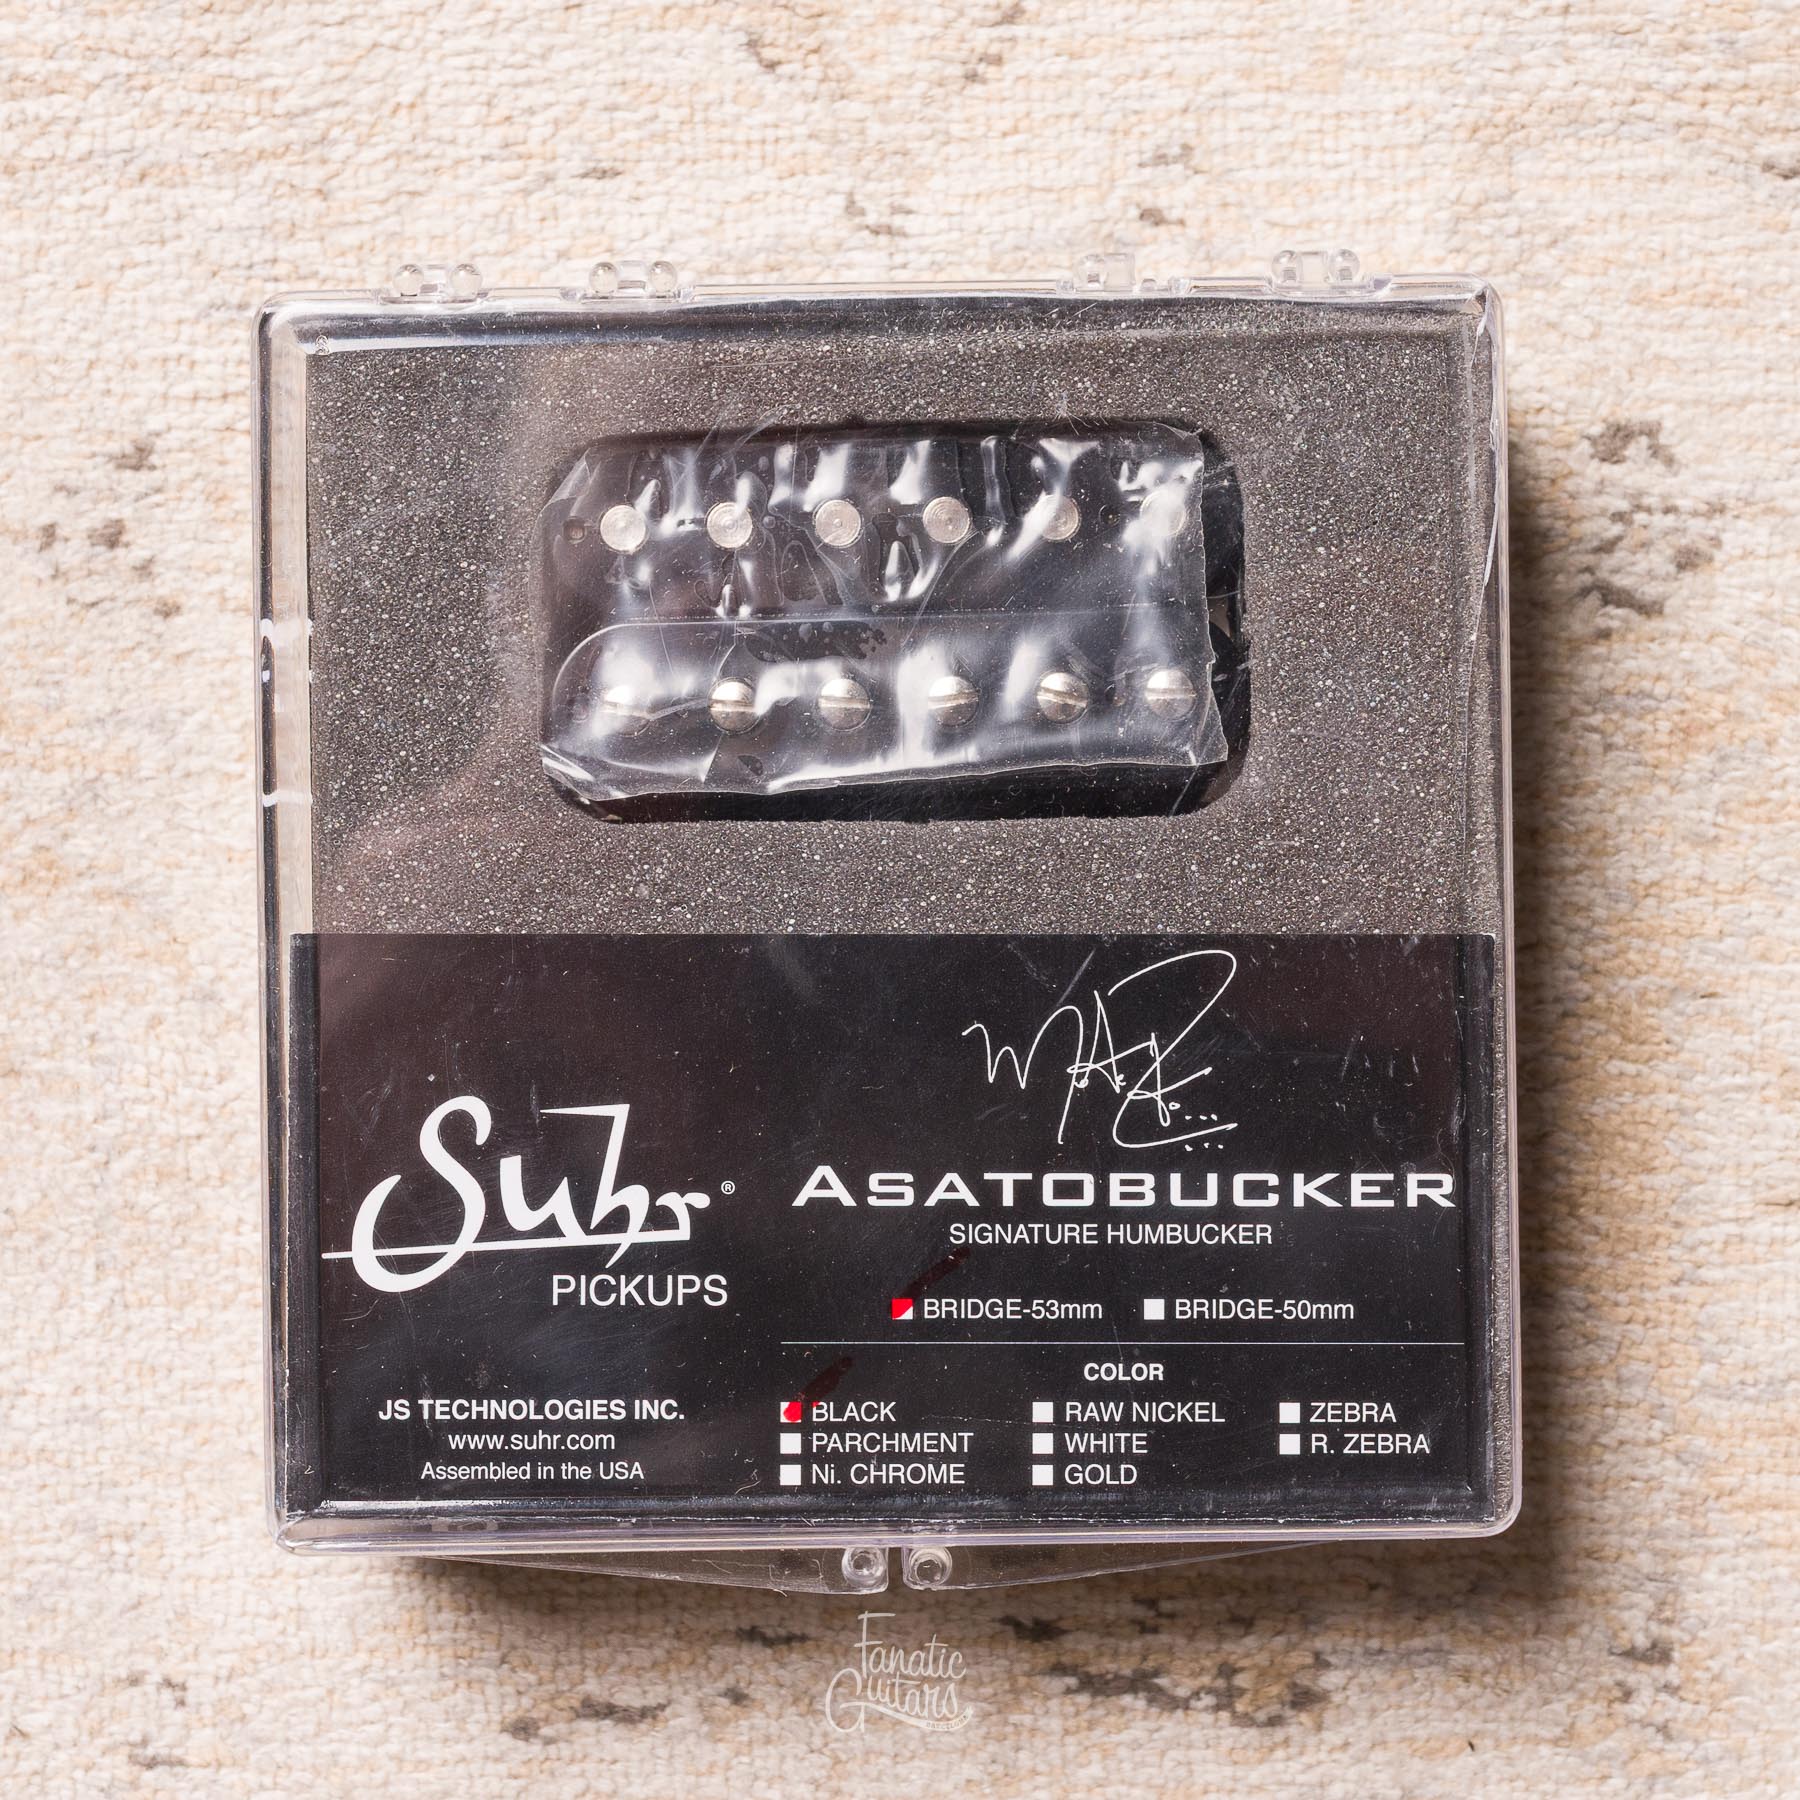 Suhr®
PICKUPS
JS TECHNOLOGIES INC.
www.suhr.com
Assembled in the USA
ASATOBUCKER
SIGNATURE HUMBUCKER
BRIDGE-53mm BRIDGE-50mm
COLOR
BLACK RAW NICKEL ZEBRA
PARCHMENT WHITE R. ZEBRA
Ni. CHROME GOLD
Fanatic
Guitars
BARCELONA